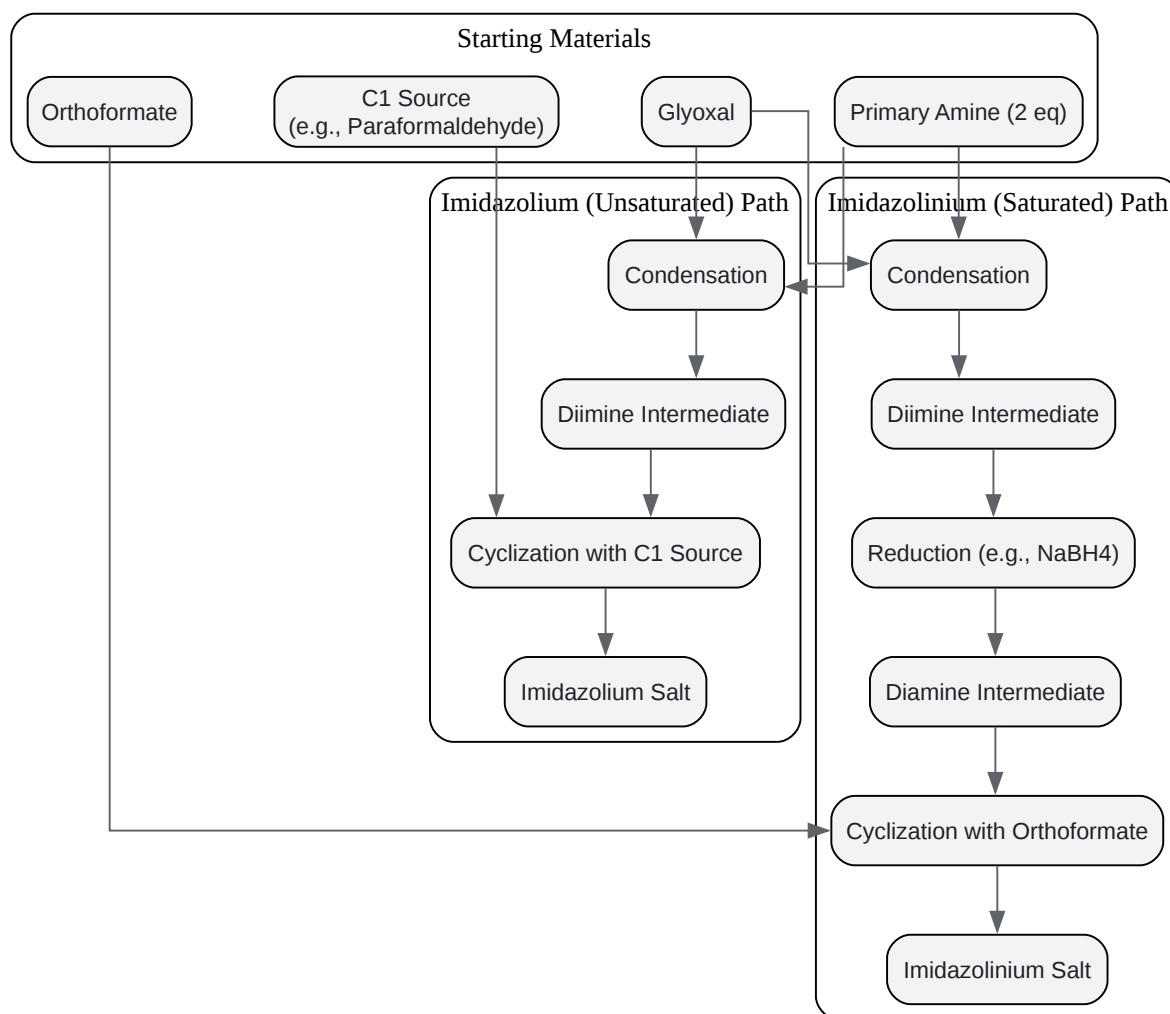 Starting Materials
Orthoformate
C1 Source
(e.g., Paraformaldehyde)
Glyoxal
Primary Amine (2 eq)
Imidazolium (Unsaturated) Path
Condensation
Diimine Intermediate
Cyclization with C1 Source
Imidazolium Salt
Imidazolinium (Saturated) Path
Condensation
Diimine Intermediate
Reduction (e.g., NaBH4)
Diamine Intermediate
Cyclization with Orthoformate
Imidazolinium Salt